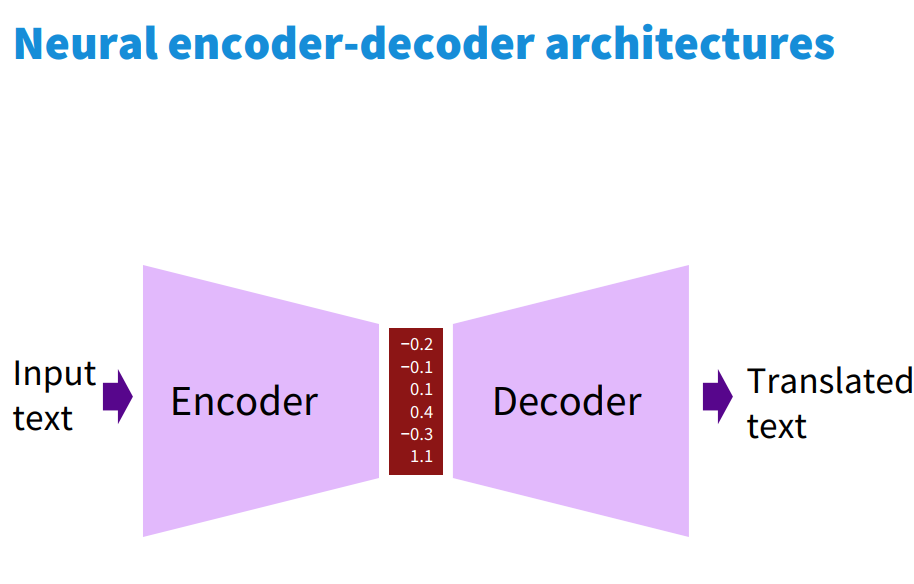 Neural encoder-decoder architectures
Input
text
Encoder
−0.2
−0.1
0.1
0.4
−0.3
1.1
Decoder
Translated
text